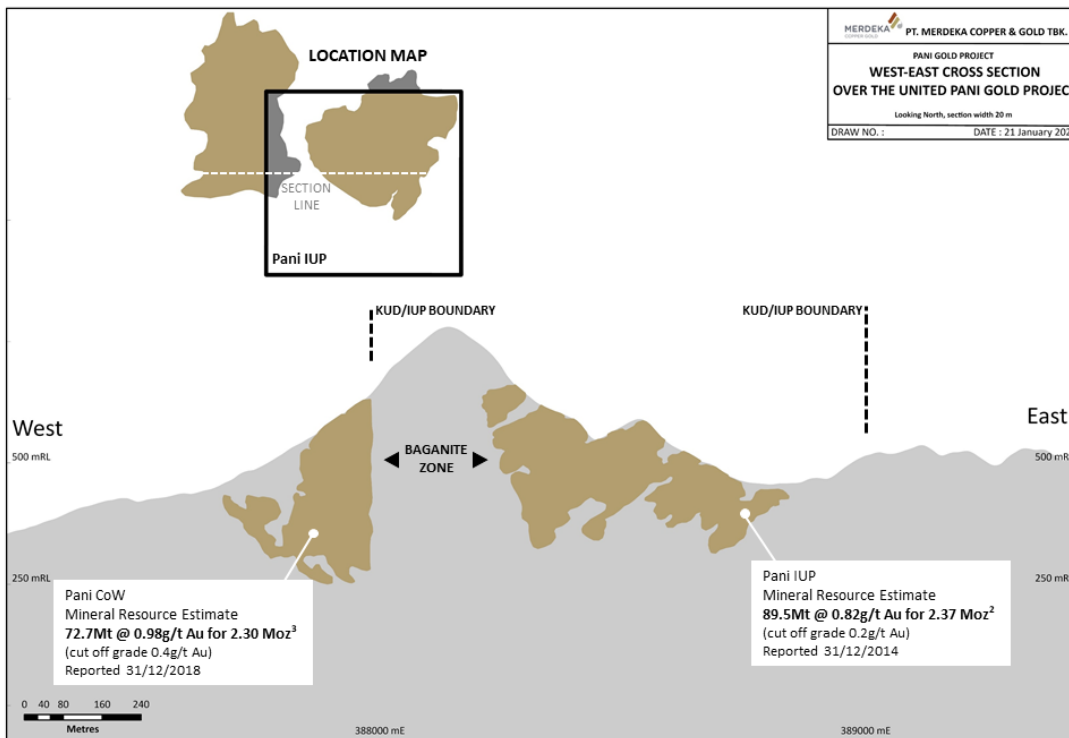 LOCATION MAP
SECTION
LINE
Pani IUP
MERDEKA
COPPER GOLD
PT. MERDEKA COPPER & GOLD TBK.
PANI GOLD PROJECT
WEST-EAST CROSS SECTION
OVER THE UNITED PANI GOLD PROJECT
Looking North, section width 20 m
DRAW NO. :
DATE : 21 January 202
KUD/IUP BOUNDARY
KUD/IUP BOUNDARY
West
East
BAGANITE
ZONE
500 mRL
500 mRL
250 mRL
250 mRL
Pani CoW
Mineral Resource Estimate
72.7Mt @ 0.98g/t Au for 2.30 Moz³
(cut off grade 0.4g/t Au)
Reported 31/12/2018
Pani IUP
Mineral Resource Estimate
89.5Mt @ 0.82g/t Au for 2.37 Moz²
(cut off grade 0.2g/t Au)
Reported 31/12/2014
0 40 80 160 240
Metres
388000 mE
389000 mE